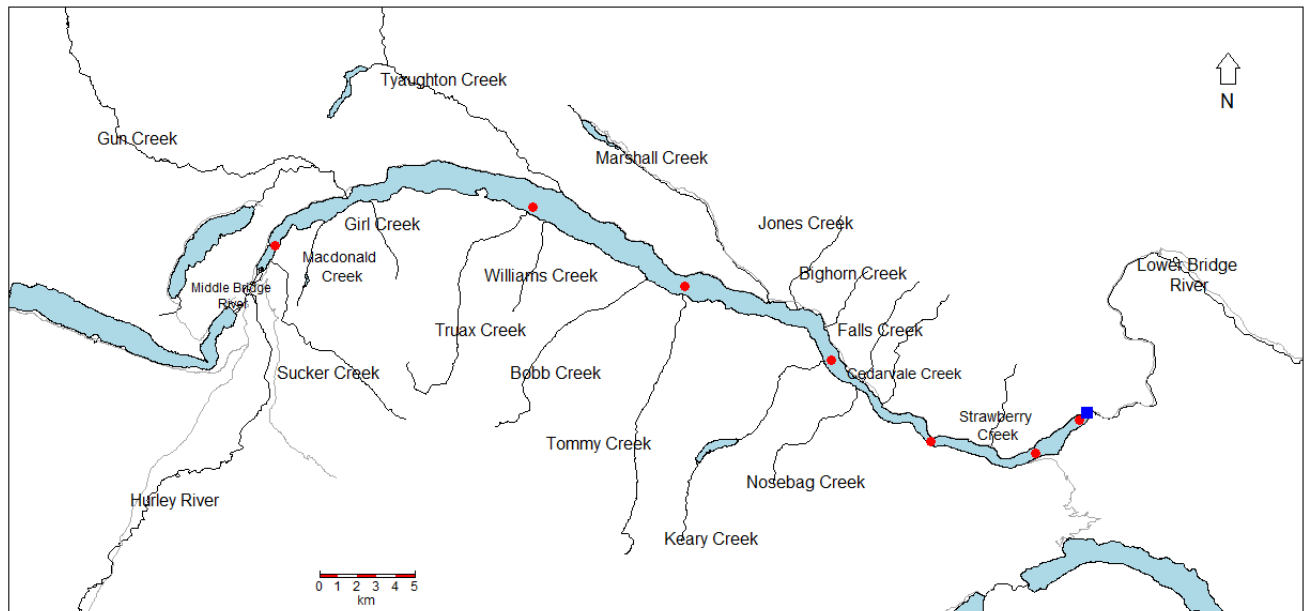 Tyaughton Creek
N
Gun Creek
Marshall Creek
Girl Creek
Jones Creek
Macdonald
Creek
Lower Bridge
River
Williams Creek
Bighorn Creek
Middle Bridge
River
Truax Creek
Falls Creek
Sucker Creek
Bobb Creek
Cedarvale Creek
Strawberry
Creek
Tommy Creek
Nosebag Creek
Hurley River
Keary Creek
0 1 2 3 4 5
km